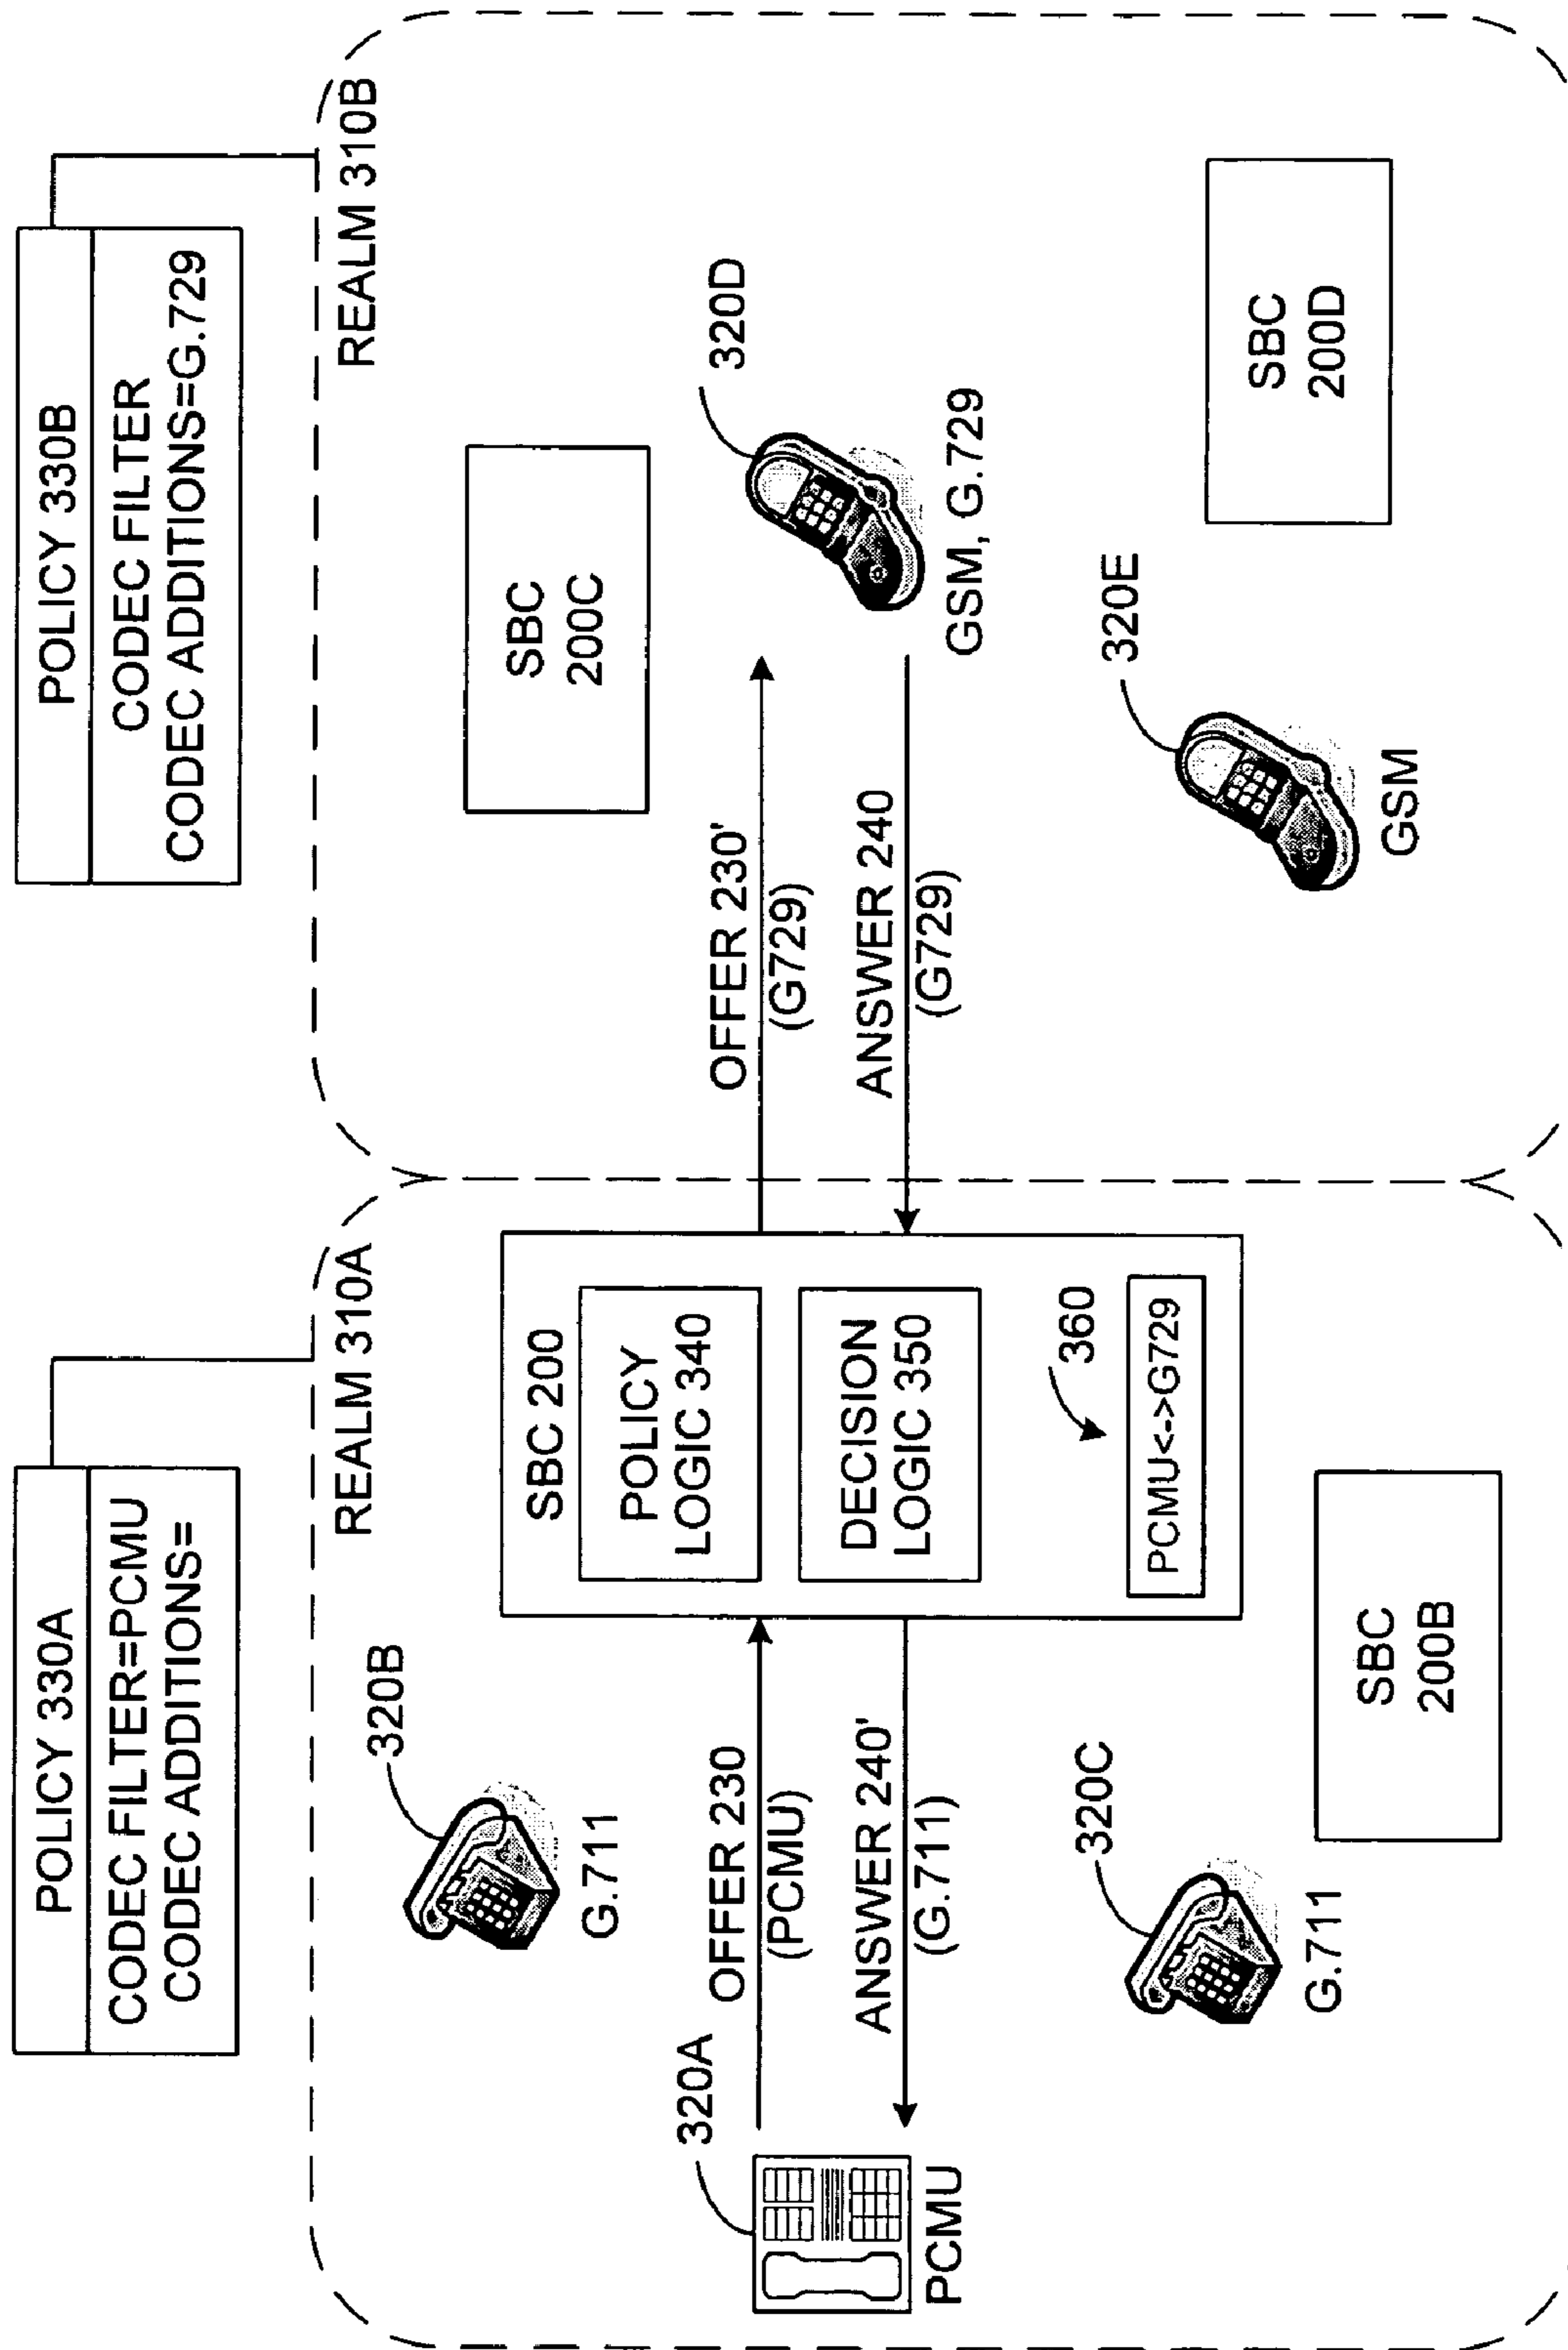 POLICY 330A
CODEC FILTER=PCMU
CODEC ADDITIONS=
POLICY 330B
CODEC FILTER
CODEC ADDITIONS=G.729
REALM 310A
REALM 310B
320B
G.711
320A
PCMU
OFFER 230
(PCMU)
ANSWER 240'
(G.711)
320C
G.711
SBC 200
POLICY
LOGIC 340
DECISION
LOGIC 350
360
PCMU<->G729
SBC
200B
SBC
200C
OFFER 230'
(G729)
ANSWER 240
(G729)
320D
GSM, G.729
320E
GSM
SBC
200D